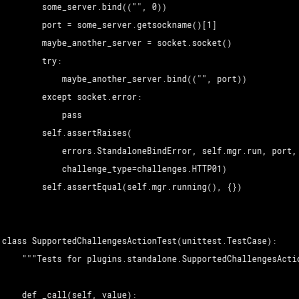 some_server.bind(("", 0))
port = some_server.getsockname()[1]
maybe_another_server = socket.socket()
try:
maybe_another_server.bind(("", port))
except socket.error:
pass
self.assertRaises(
errors.StandaloneBindError, self.mgr.run, port,
challenge_type=challenges.HTTP01)
self.assertEqual(self.mgr.running(), {})
class SupportedChallengesActionTest(unittest.TestCase):
"""Tests for plugins.standalone.SupportedChallengesActio
def _call(self, value):